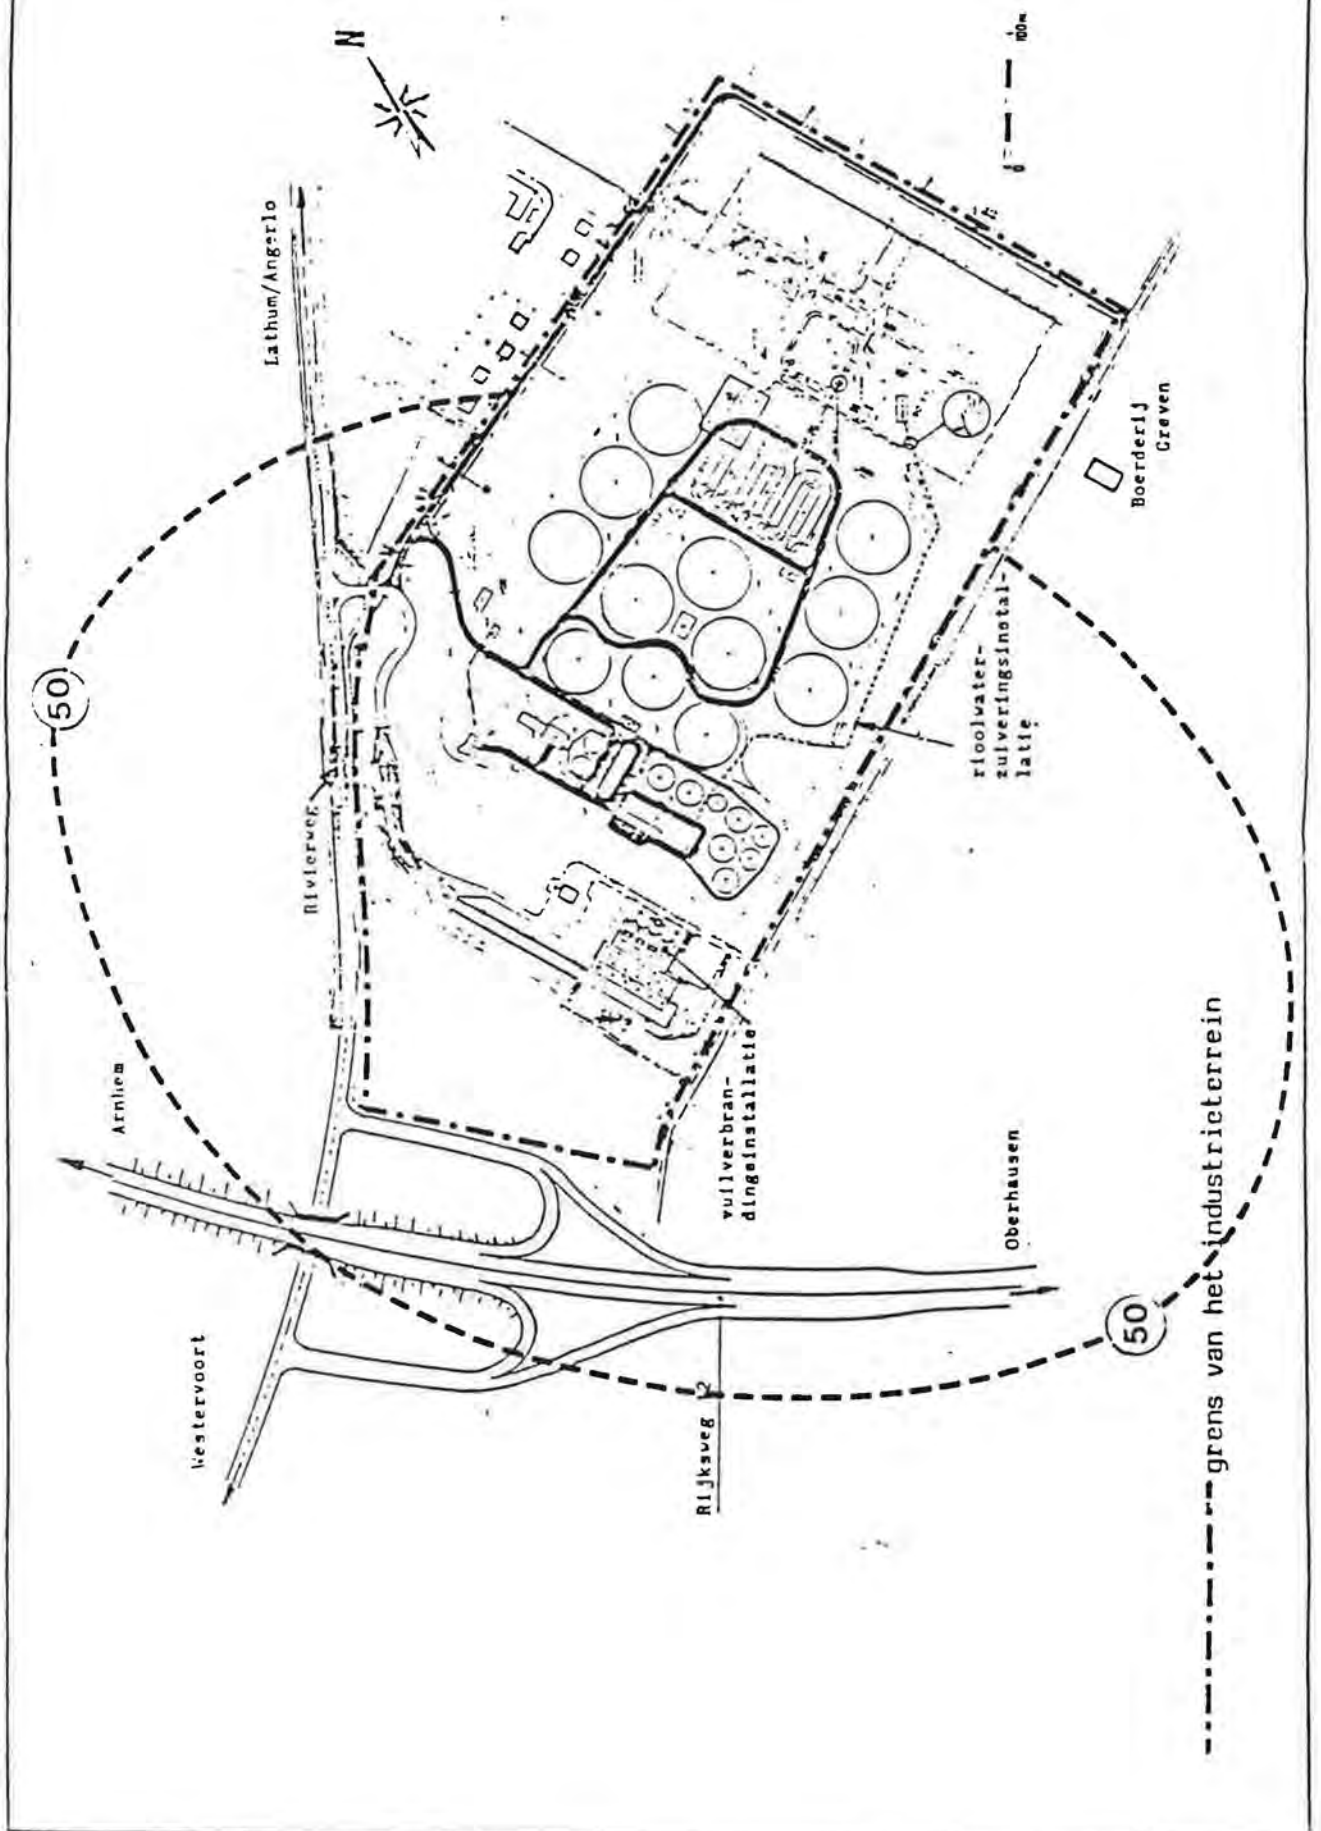 N
Lathum/Angerlo
0
100m
50
Rivierweg
Arnhem
Westervoort
Boerderij
Greven
rioolwater-
zuiveringsinstal-
latie
vuilverbran-
dingsinstallatie
Oberhausen
Rijksweg 12
50
grens van het industrieterrein